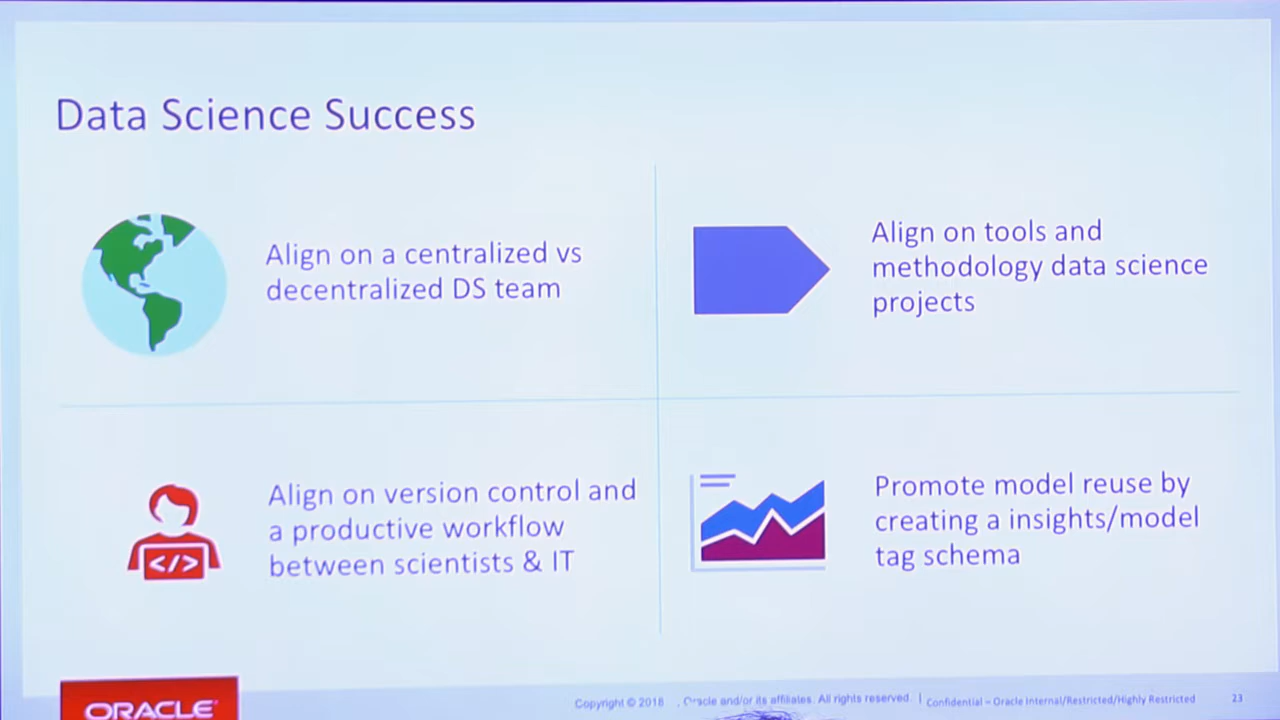 Data Science Success
Align on a centralized vs
decentralized DS team
Align on tools and
methodology data science
projects
Align on version control and
a productive workflow
between scientists & IT
</>
Promote model reuse by
creating a insights/model
tag schema
ORACLE
Copyright © 2018 , Oracle and/or its affiliates. All rights reserved. | Confidential – Oracle Internal/Restricted/Highly Restricted 23